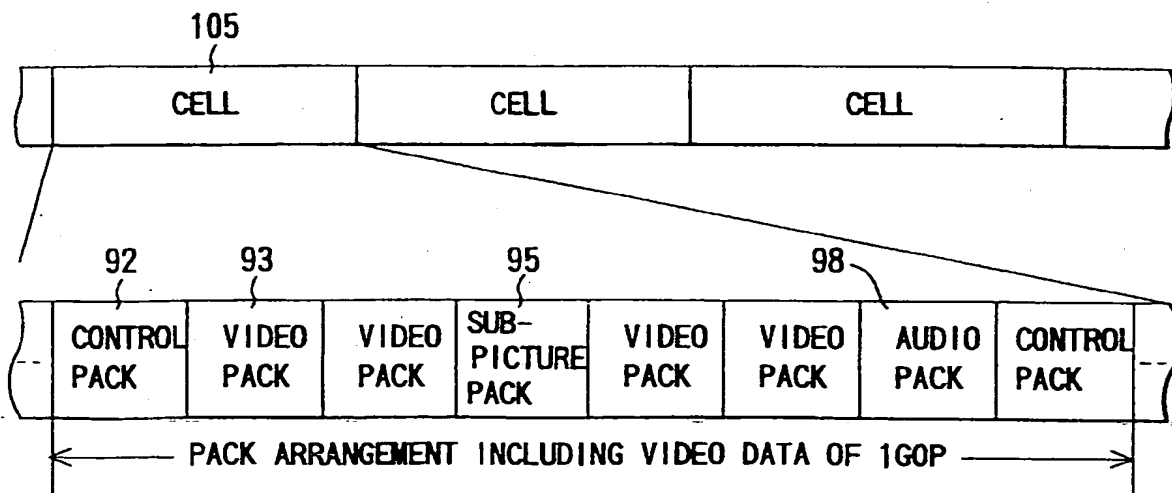 105
CELL CELL CELL
92 93 95 98
CONTROL PACK
VIDEO PACK
VIDEO PACK
SUB-PICTURE PACK
VIDEO PACK
VIDEO PACK
AUDIO PACK
CONTROL PACK
PACK ARRANGEMENT INCLUDING VIDEO DATA OF 1GOP